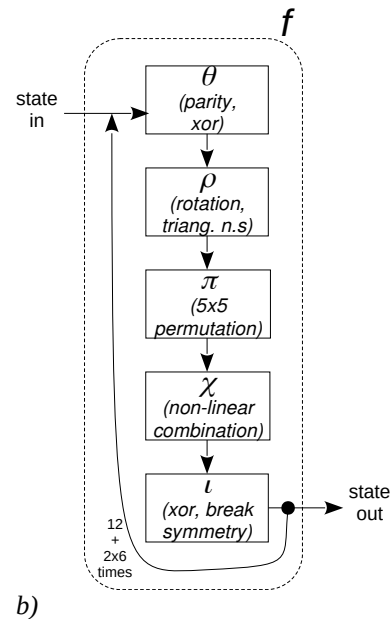 f
state
in
θ
(parity,
xor)
ρ
(rotation,
triang. n.s)
π
(5x5
permutation)
χ
(non-linear
combination)
ι
(xor, break
symmetry)
state
out
12
+
2x6
times
b)